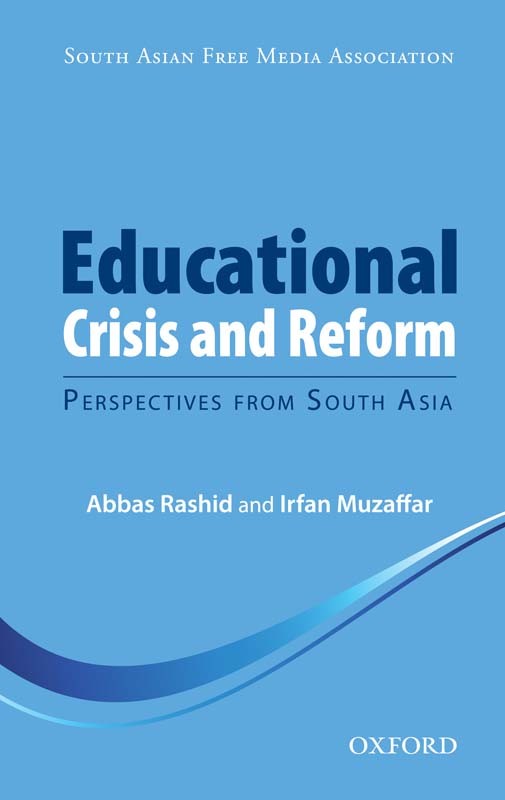 South Asian Free Media Association
Educational
Crisis and Reform
Perspectives from South Asia
Abbas Rashid and Irfan Muzaffar
OXFORD